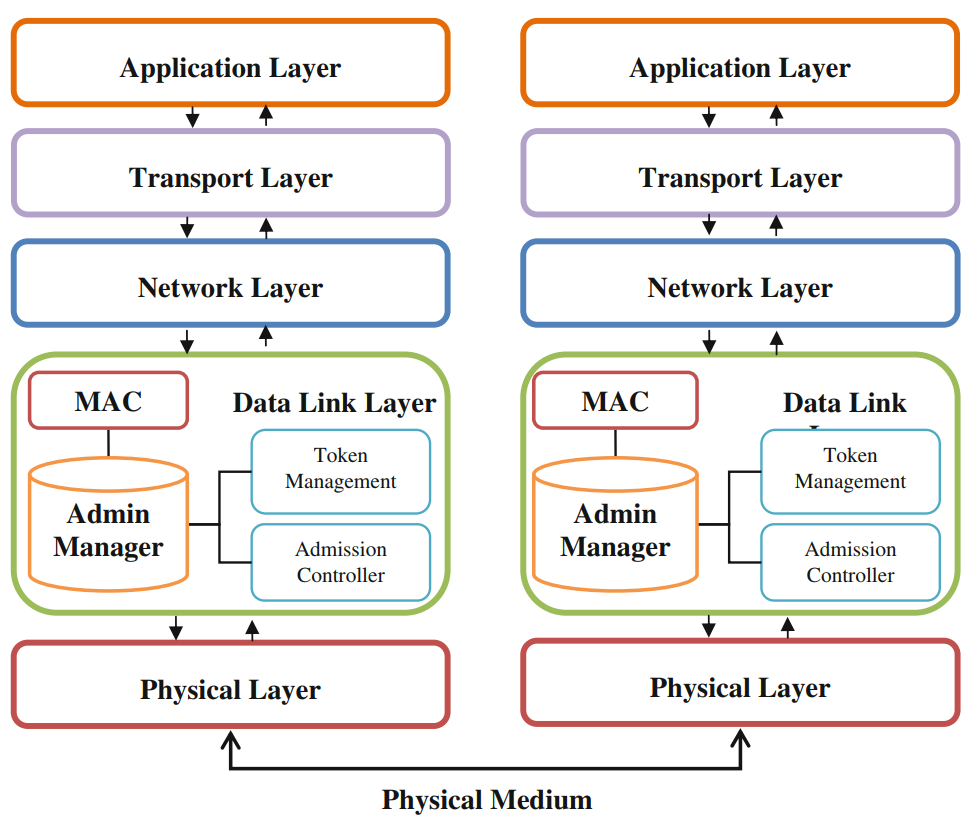 Application Layer
Transport Layer
Network Layer
MAC
Data Link Layer
Token
Management
Admin
Manager
Admission
Controller
Physical Layer
Application Layer
Transport Layer
Network Layer
MAC
Data Link
Token
Management
Admin
Manager
Admission
Controller
Physical Layer
Physical Medium